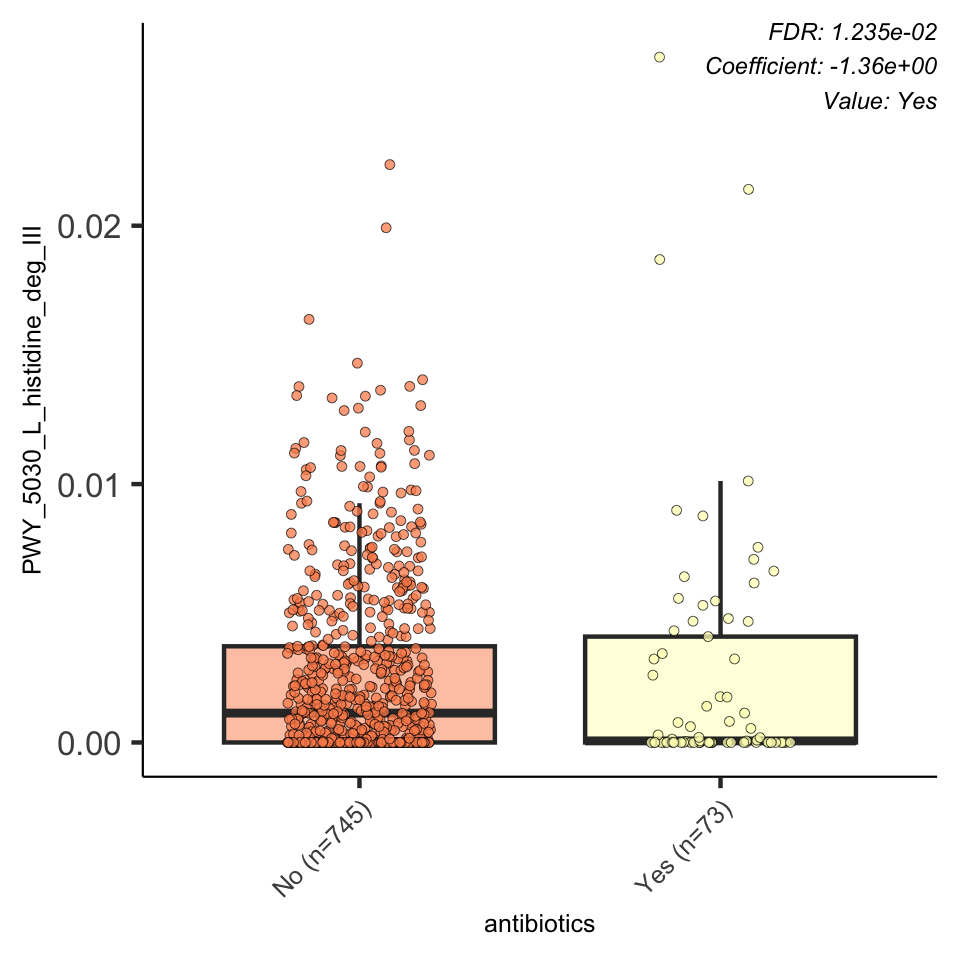 FDR: 1.235e-02
Coefficient: -1.36e+00
Value: Yes
PWY_5030_L_histidine_deg_III
0.02
0.01
0.00
No (n=745)
Yes (n=73)
antibiotics